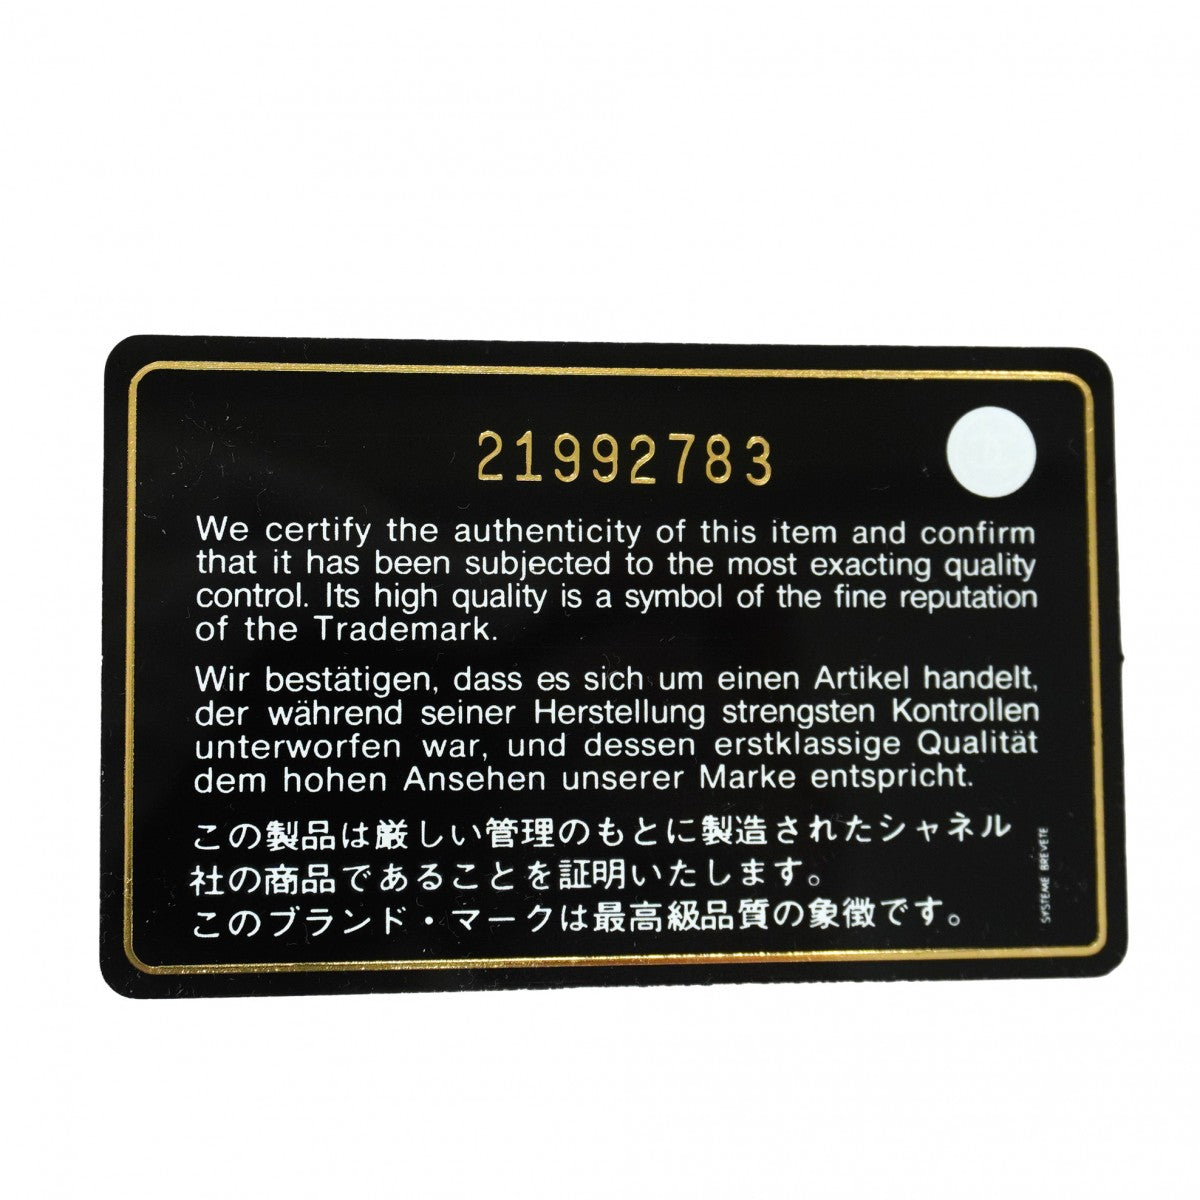 21992783
We certify the authenticity of this item and confirm
that it has been subjected to the most exacting quality
control. Its high quality is a symbol of the fine reputation
of the Trademark.
Wir bestätigen, dass es sich um einen Artikel handelt,
der während seiner Herstellung strengsten Kontrollen
unterworfen war, und dessen erstklassige Qualität
dem hohen Ansehen unserer Marke entspricht.
この製品は厳しい管理のもとに製造されたシャネル
社の商品であることを証明いたします。
このブランド・マークは最高級品質の象徴です。
SYSTEME BREVETE